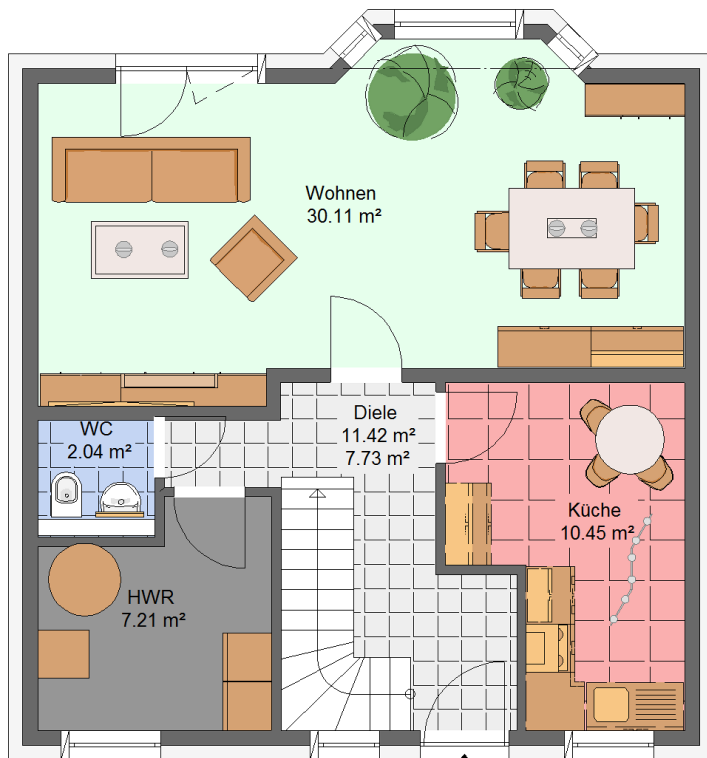 Wohnen
30.11 m²
Diele
11.42 m²
7.73 m²
WC
2.04 m²
Küche
10.45 m²
HWR
7.21 m²